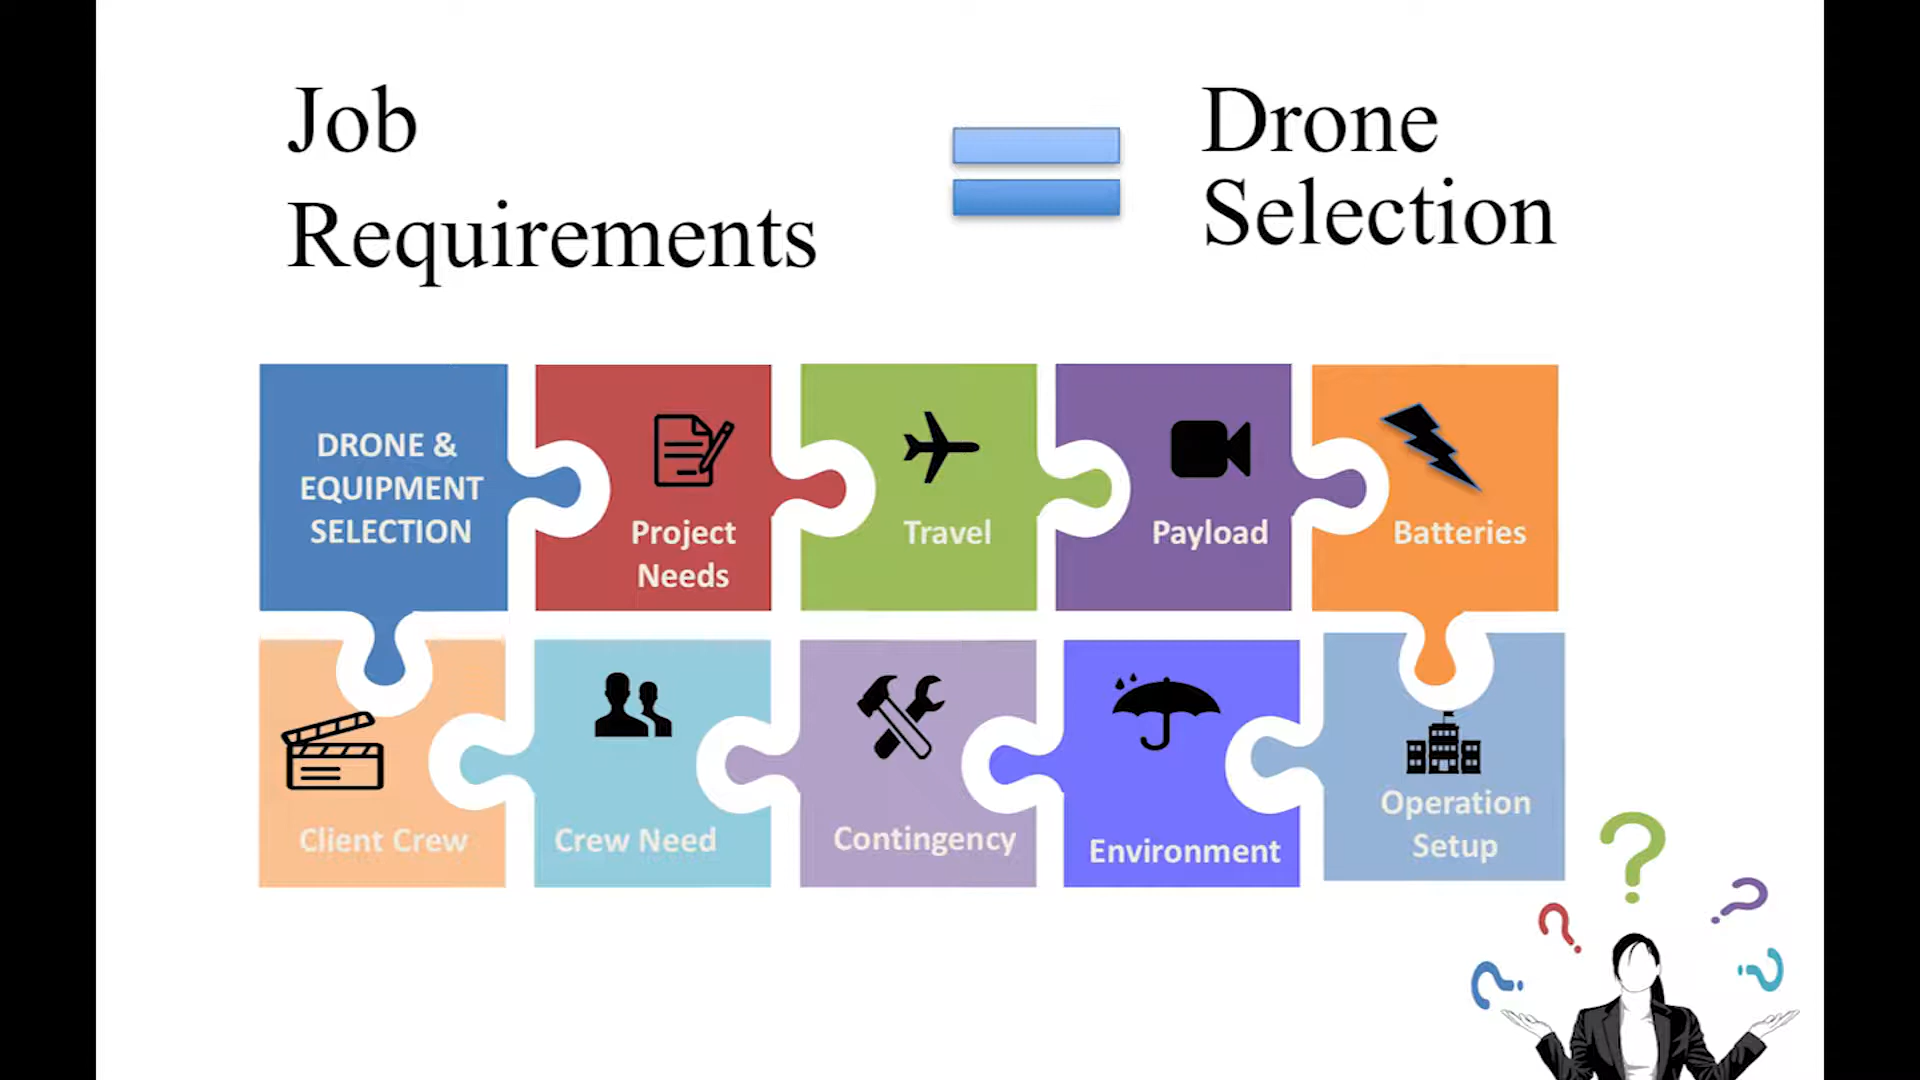 Job
Requirements
Drone
Selection
DRONE &
EQUIPMENT
SELECTION
Project
Needs
Travel
Payload
Batteries
Client Crew
Crew Need
Contingency
Environment
Operation
Setup
?
?
?
?
?